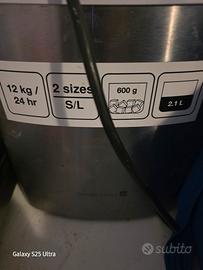 12 kg /
24 hr
2 sizes
S/L
600 g
2.1 L
Galaxy S25 Ultra
subito